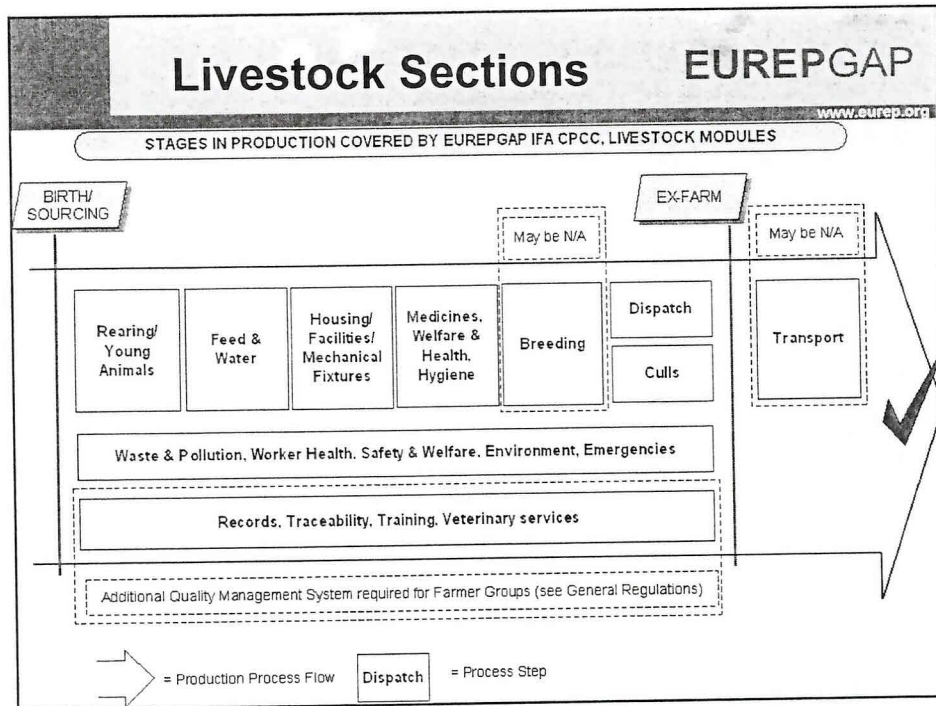 Livestock Sections
EUREPGAP
www.eurep.org
STAGES IN PRODUCTION COVERED BY EUREPGAP IFA CPCC, LIVESTOCK MODULES
BIRTH/
SOURCING
EX-FARM
May be N/A
May be N/A
Rearing/
Young
Animals
Feed &
Water
Housing/
Facilities/
Mechanical
Fixtures
Medicines,
Welfare &
Health,
Hygiene
Breeding
Dispatch
Culls
Transport
Waste & Pollution, Worker Health. Safety & Welfare, Environment, Emergencies
Records, Traceability, Training, Veterinary services
Additional Quality Management System required for Farmer Groups (see General Regulations)
= Production Process Flow
Dispatch
= Process Step